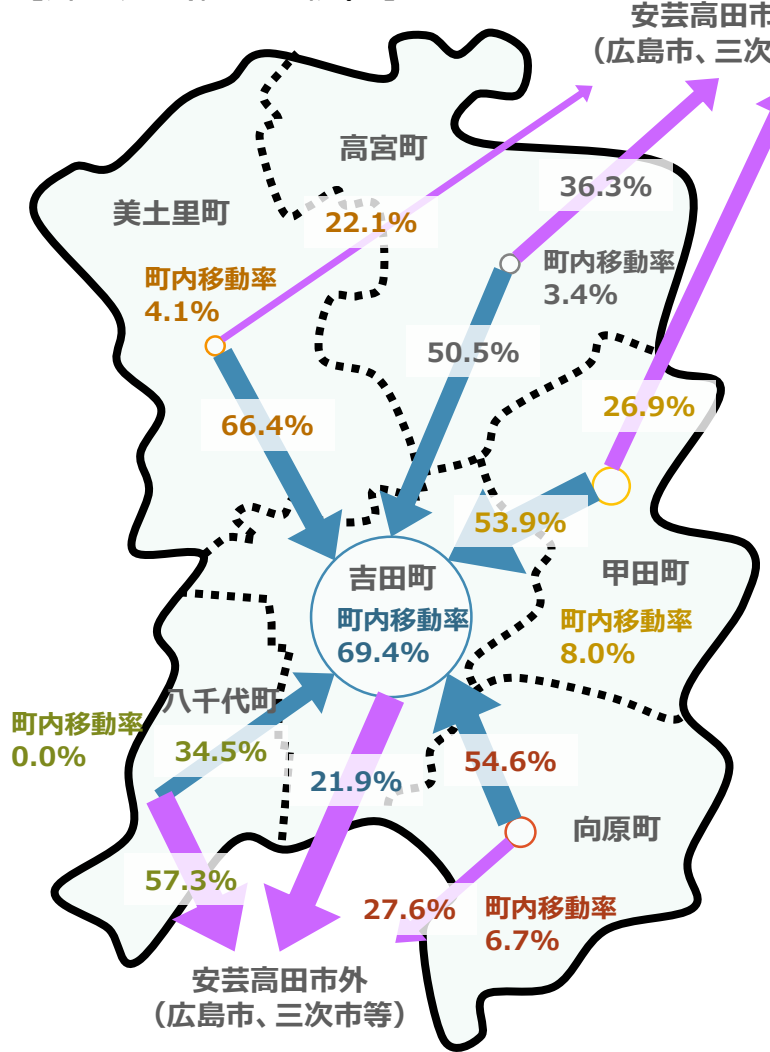 安芸高田市
（広島市、三次
高宮町
36.3%
美土里町
22.1%
町内移動率
3.4%
町内移動率
4.1%
50.5%
26.9%
66.4%
53.9%
吉田町
町内移動率
69.4%
甲田町
町内移動率
8.0%
八千代町
町内移動率
0.0%
34.5%
21.9%
54.6%
向原町
57.3%
27.6%
町内移動率
6.7%
安芸高田市外
（広島市、三次市等）